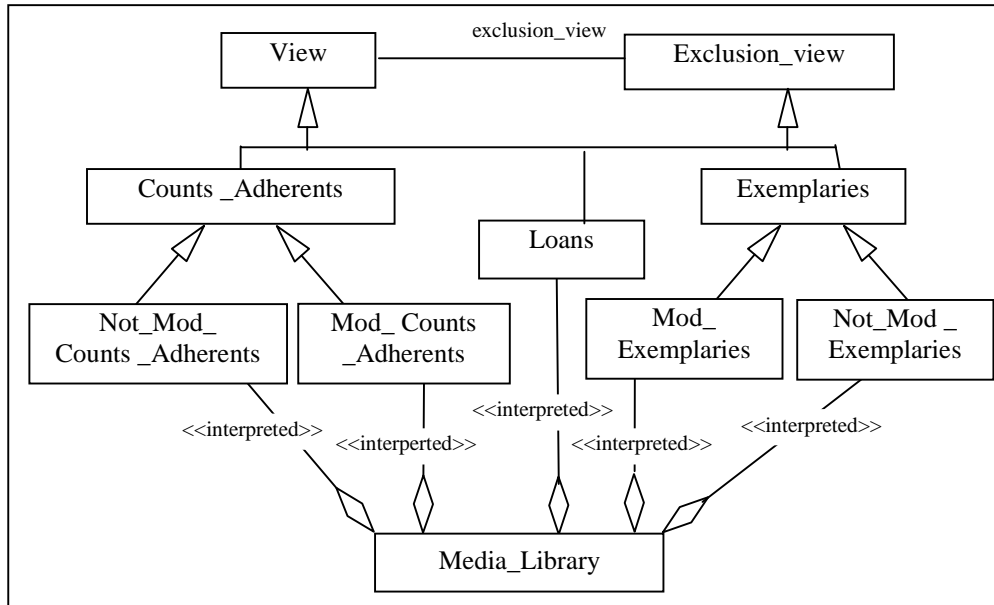 exclusion_view
View
Exclusion_view
Counts _Adherents
Exemplaries
Loans
Not_Mod_
Counts _Adherents
Mod_ Counts
_Adherents
Mod_
Exemplaries
Not_Mod _
Exemplaries
<<interpreted>>
<<interperted>>
<<interpreted>>
<<interpreted>>
<<interpreted>>
Media_Library